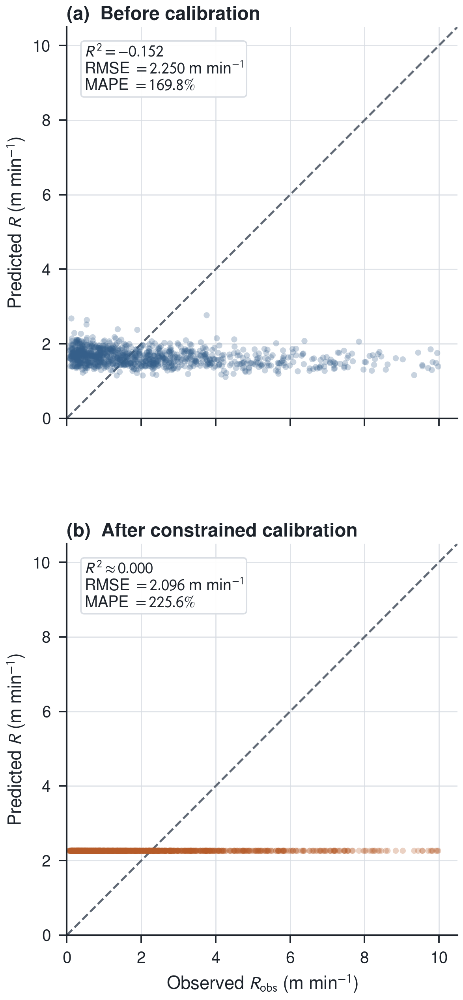 (a) Before calibration
10
R² = −0.152
RMSE = 2.250 m min⁻¹
MAPE = 169.8%
8
6
4
2
0
Predicted R (m min⁻¹)
(b) After constrained calibration
10
R² ≈ 0.000
RMSE = 2.096 m min⁻¹
MAPE = 225.6%
8
6
4
2
0
Predicted R (m min⁻¹)
0 2 4 6 8 10
Observed R_obs (m min⁻¹)